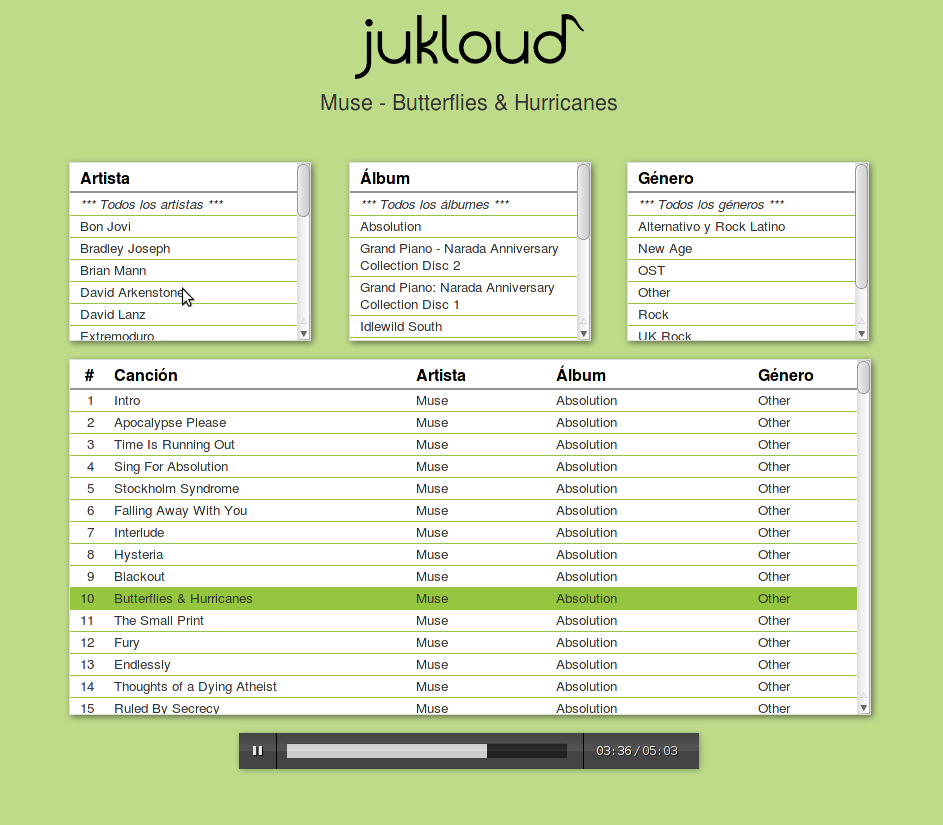 jukloud
Muse - Butterflies & Hurricanes
Artista
*** Todos los artistas ***
Bon Jovi
Bradley Joseph
Brian Mann
David Arkenstone
David Lanz
Extremoduro
Álbum
*** Todos los álbumes ***
Absolution
Grand Piano - Narada Anniversary
Collection Disc 2
Grand Piano: Narada Anniversary
Collection Disc 1
Idlewild South
Género
*** Todos los géneros ***
Alternativo y Rock Latino
New Age
OST
Other
Rock
UK Rock
# Canción Artista Álbum Género
1 Intro Muse Absolution Other
2 Apocalypse Please Muse Absolution Other
3 Time Is Running Out Muse Absolution Other
4 Sing For Absolution Muse Absolution Other
5 Stockholm Syndrome Muse Absolution Other
6 Falling Away With You Muse Absolution Other
7 Interlude Muse Absolution Other
8 Hysteria Muse Absolution Other
9 Blackout Muse Absolution Other
10 Butterflies & Hurricanes Muse Absolution Other
11 The Small Print Muse Absolution Other
12 Fury Muse Absolution Other
13 Endlessly Muse Absolution Other
14 Thoughts of a Dying Atheist Muse Absolution Other
15 Ruled By Secrecy Muse Absolution Other
03:36/05:03